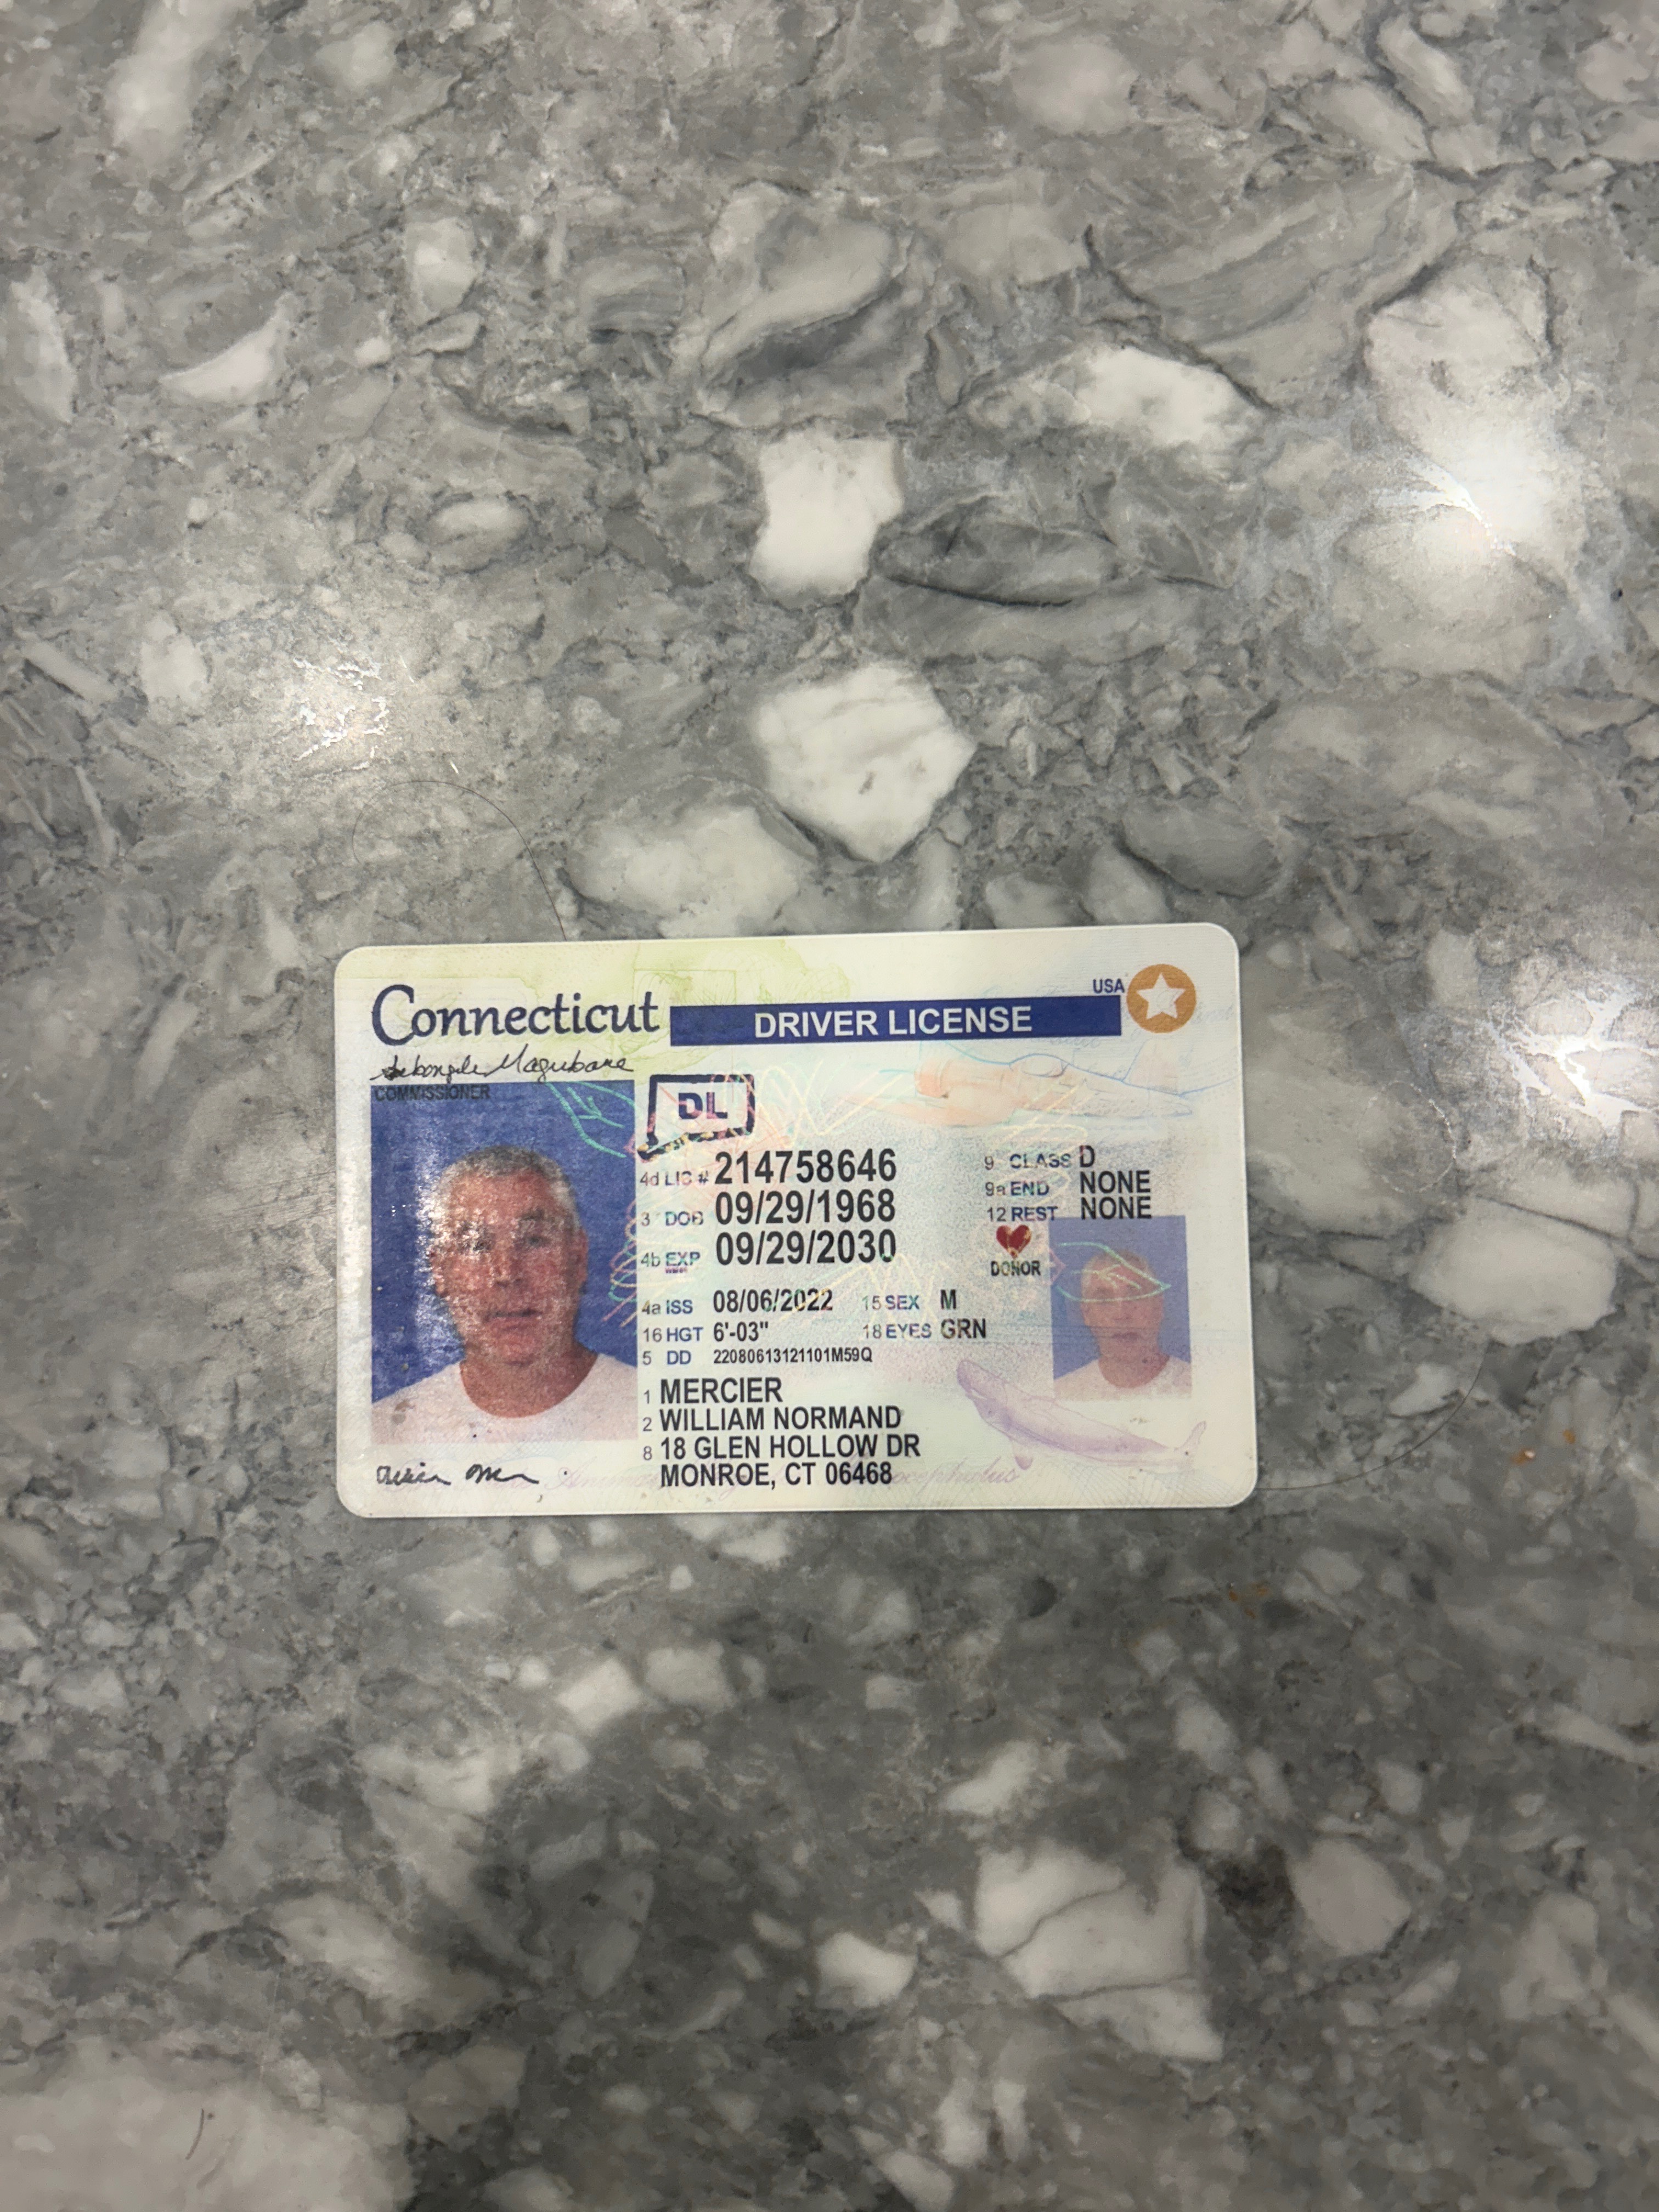 Connecticut
USA
DRIVER LICENSE
COMMISSIONER
DL
4d LIC # 214758646
9 CLASS D
3 DOB 09/29/1968
9a END NONE
12 REST NONE
4b EXP 09/29/2030
DONOR
4a ISS 08/06/2022 15 SEX M
16 HGT 6'-03" 18 EYES GRN
5 DD 22080613121101M59Q
1 MERCIER
2 WILLIAM NORMAND
8 18 GLEN HOLLOW DR
MONROE, CT 06468